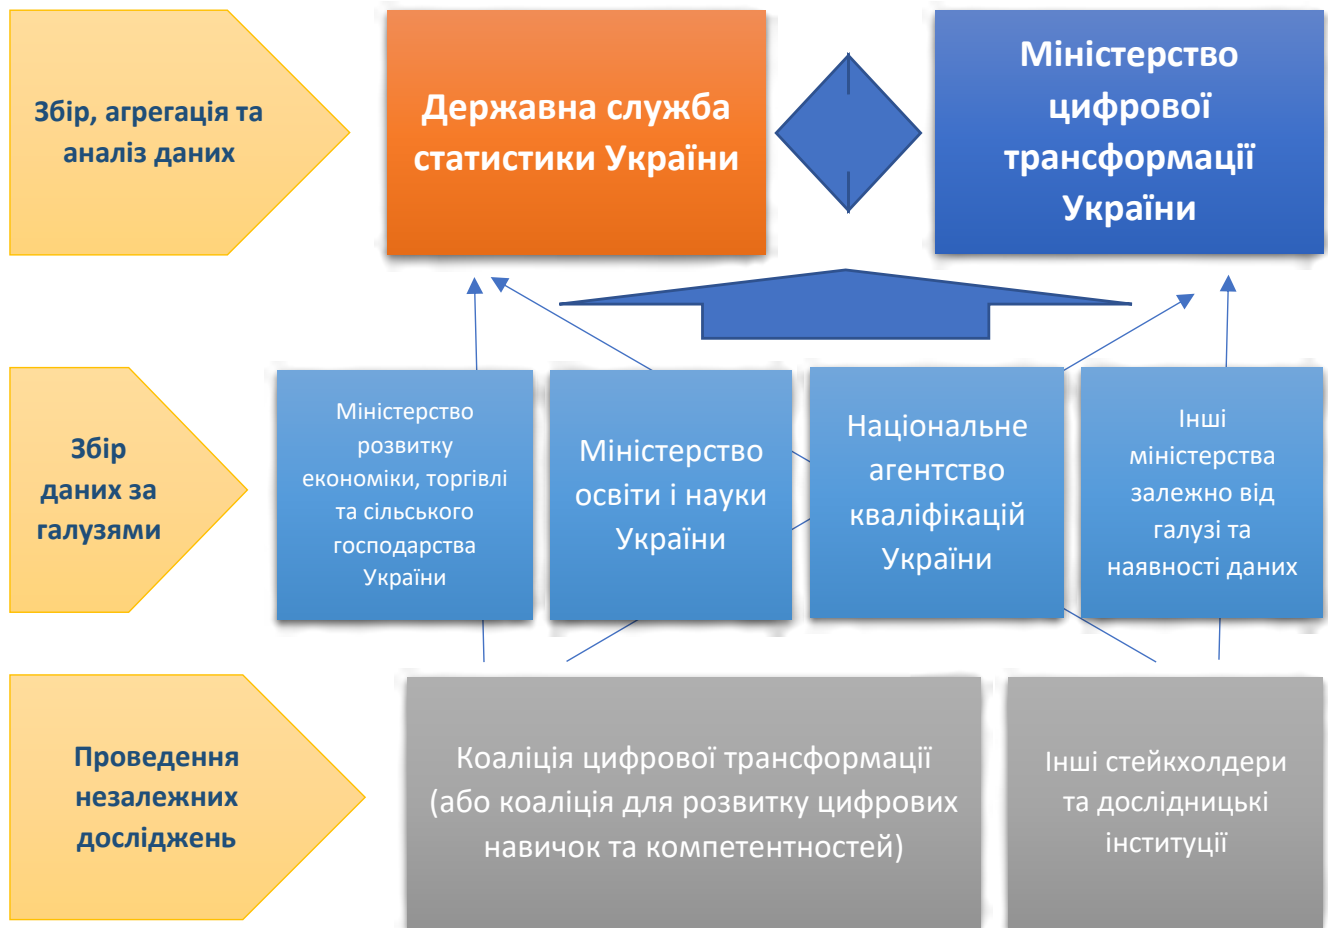 Збір, агрегація та
аналіз даних
Державна служба
статистики України
Міністерство
цифрової
трансформації
України
Збір
даних за
галузями
Міністерство
розвитку
економіки, торгівлі
та сільського
господарства
України
Міністерство
освіти і науки
України
Національне
агентство
кваліфікацій
України
Інші
міністерства
залежно від
галузі та
наявності даних
Проведення
незалежних
досліджень
Коаліція цифрової трансформації
(або коаліція для розвитку цифрових
навичок та компетентностей)
Інші стейкхолдери
та дослідницькі
інституції